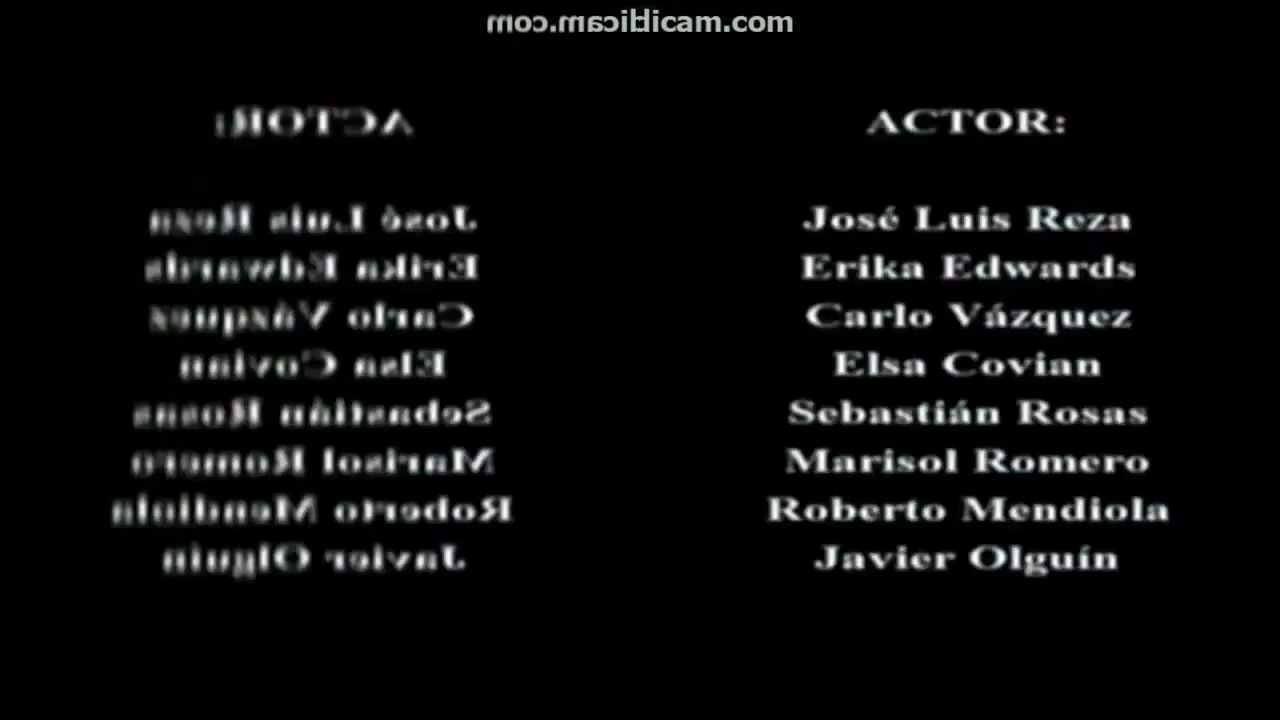 ACTOR:
José Luis Reza
Erika Edwards
Carlo Vázquez
Elsa Covian
Sebastián Rosas
Marisol Romero
Roberto Mendiola
Javier Olguín